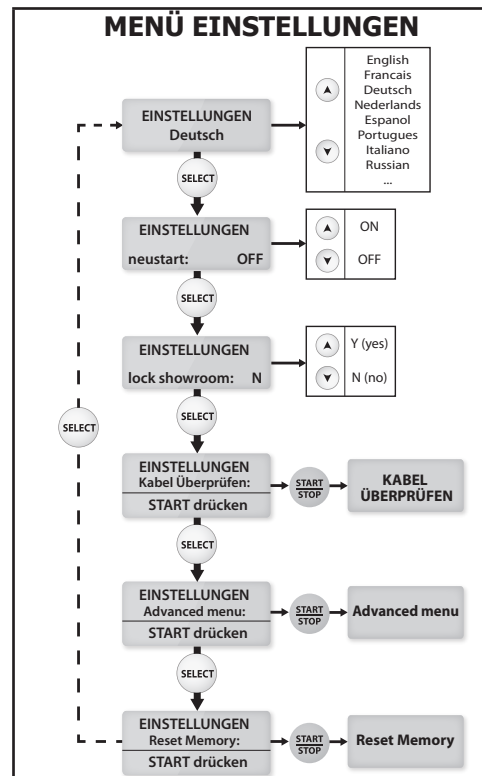 MENÜ EINSTELLUNGEN
EINSTELLUNGEN
Deutsch
English
Francais
Deutsch
Nederlands
Espanol
Portugues
Italiano
Russian
...
SELECT
EINSTELLUNGEN
neustart: OFF
ON
OFF
SELECT
EINSTELLUNGEN
lock showroom: N
Y (yes)
N (no)
SELECT
SELECT
EINSTELLUNGEN
Kabel Überprüfen:
START drücken
START
STOP
KABEL
ÜBERPRÜFEN
SELECT
EINSTELLUNGEN
Advanced menu:
START drücken
START
STOP
Advanced menu
SELECT
EINSTELLUNGEN
Reset Memory:
START drücken
START
STOP
Reset Memory